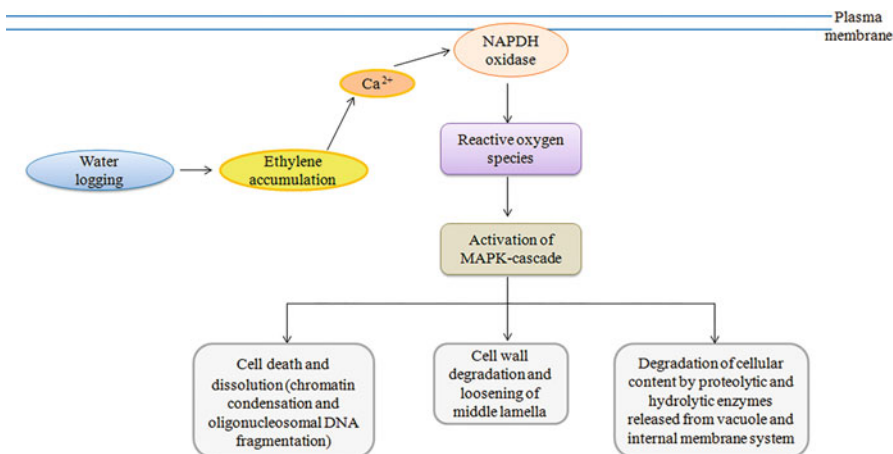 Plasma
membrane
NAPDH
oxidase
Ca²⁺
Reactive oxygen
species
Water
logging
Ethylene
accumulation
Activation of
MAPK-cascade
Cell death and
dissolution (chromatin
condensation and
oligonucleosomal DNA
fragmentation)
Cell wall
degradation and
loosening of
middle lamella
Degradation of cellular
content by proteolytic and
hydrolytic enzymes
released from vacuole and
internal membrane system